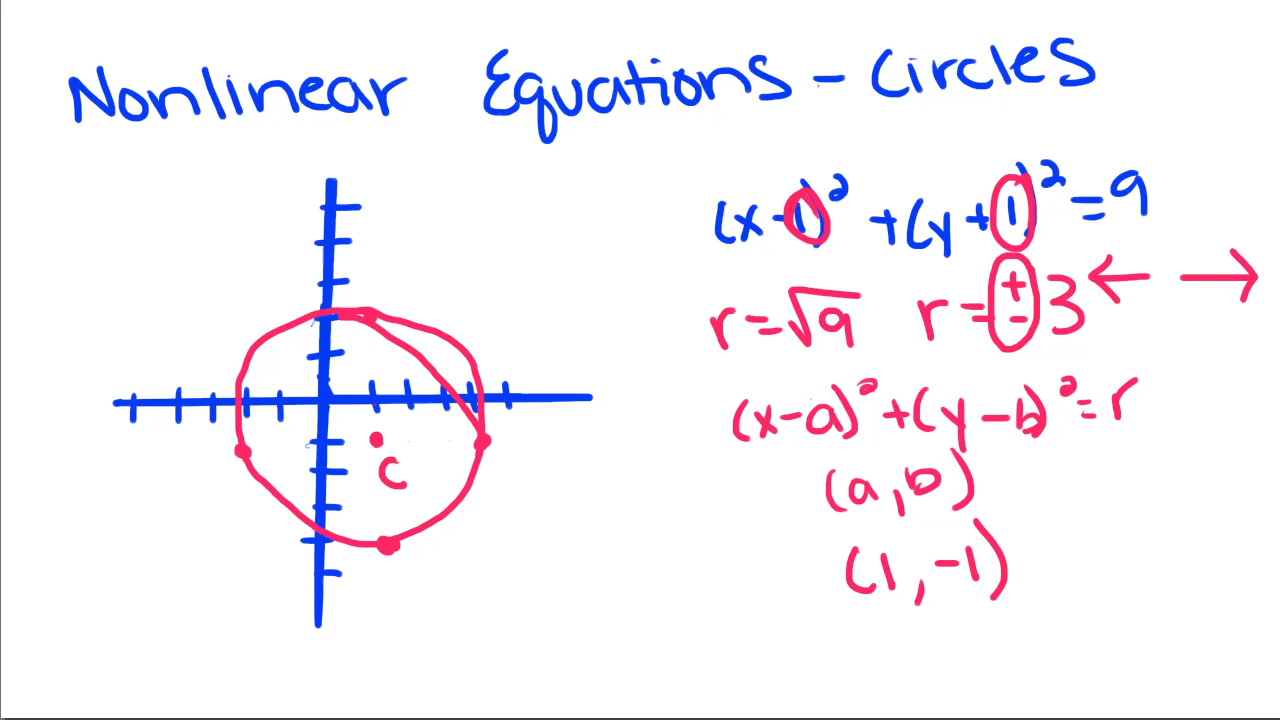 Nonlinear Equations - Circles
(x-1)² + (y+1)² = 9
r = √9 r = ± 3 ← →
(x-a)² + (y-b)² = r
(a, b)
(1, -1)
C